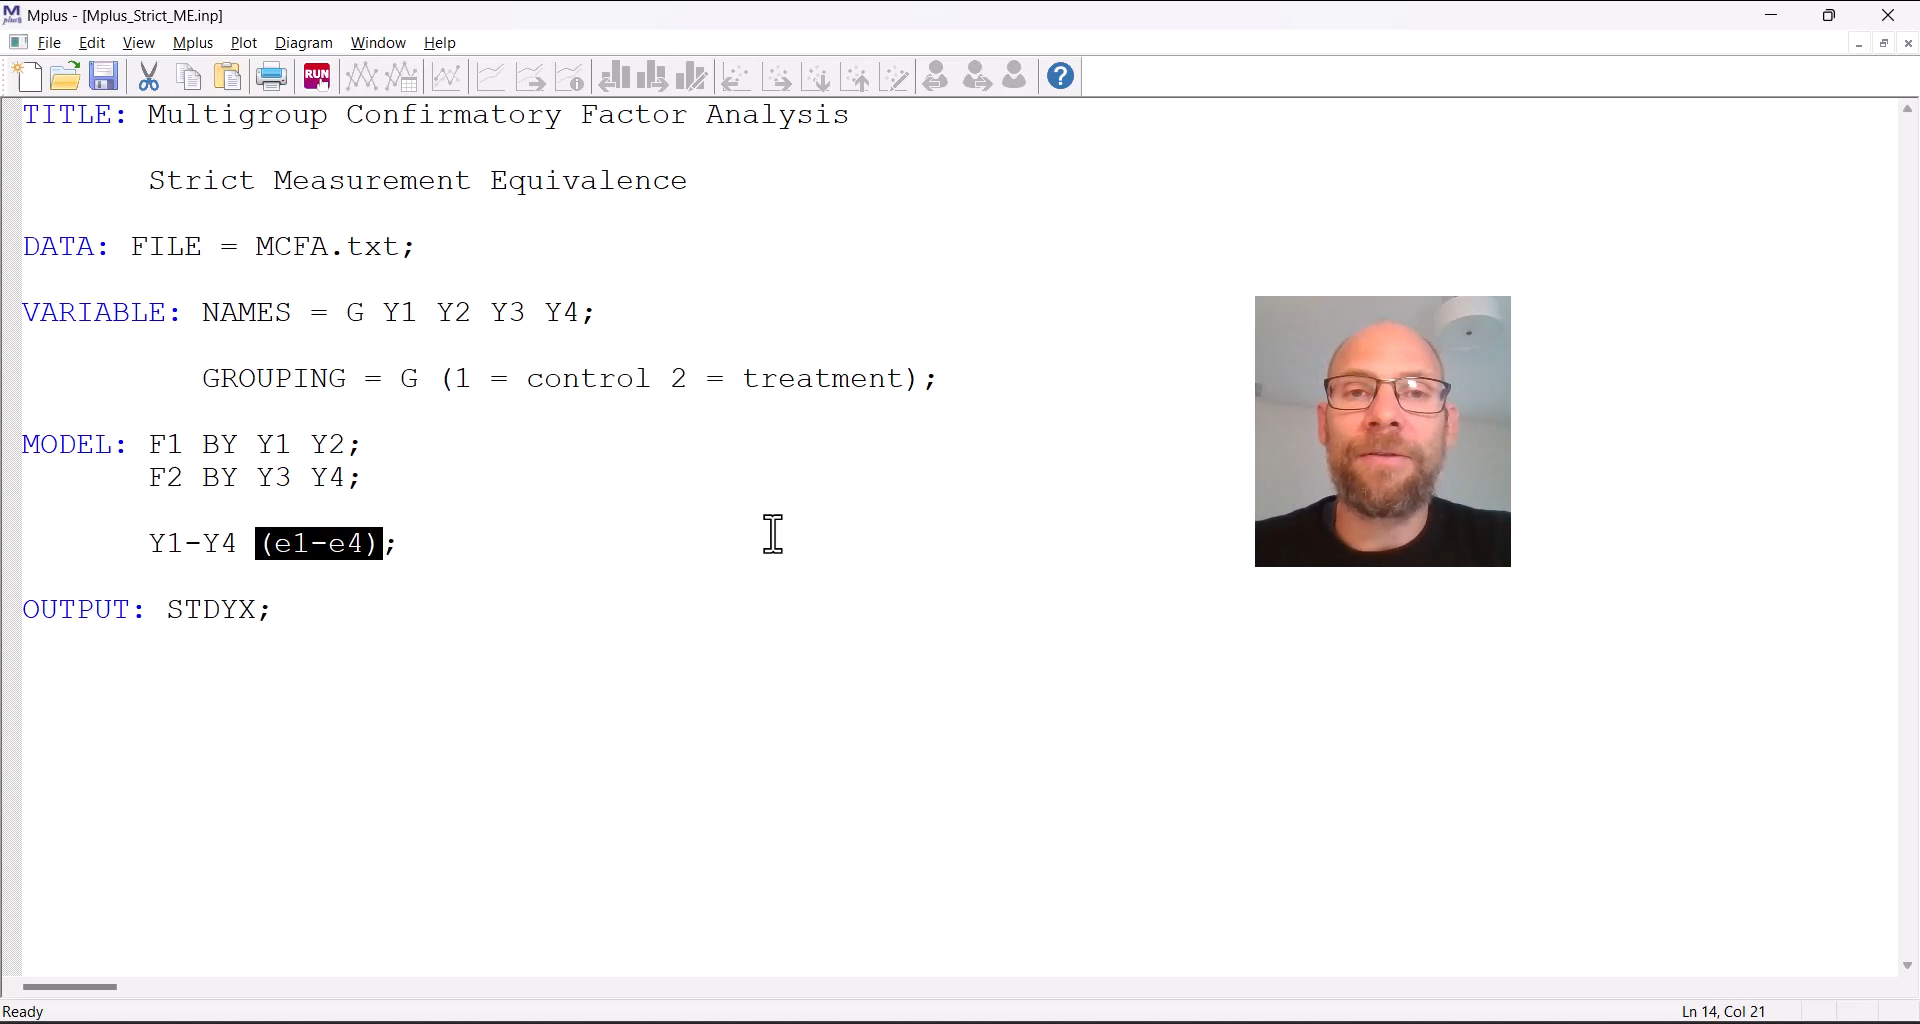 Mplus - [Mplus_Strict_ME.inp]
File Edit View Mplus Plot Diagram Window Help
RUN
TITLE: Multigroup Confirmatory Factor Analysis
Strict Measurement Equivalence
DATA: FILE = MCFA.txt;
VARIABLE: NAMES = G Y1 Y2 Y3 Y4;
GROUPING = G (1 = control 2 = treatment);
MODEL: F1 BY Y1 Y2;
F2 BY Y3 Y4;
Y1-Y4 (e1-e4);
OUTPUT: STDYX;
Ready Ln 14, Col 21